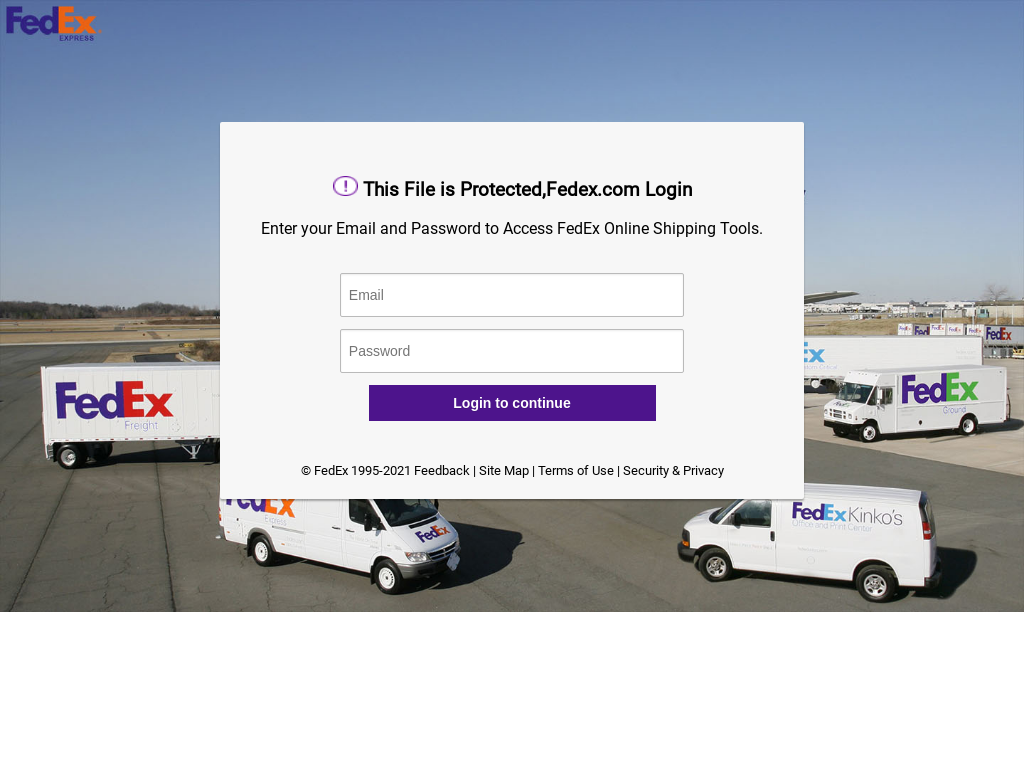 FedEx
EXPRESS
This File is Protected,Fedex.com Login
Enter your Email and Password to Access FedEx Online Shipping Tools.
Email
Password
Login to continue
© FedEx 1995-2021 Feedback | Site Map | Terms of Use | Security & Privacy
FedEx
Freight
Ex
FedEx
FedEx
Ground
FedEx
Express
FedEx
FedEx Kinko's
Office and Print Center